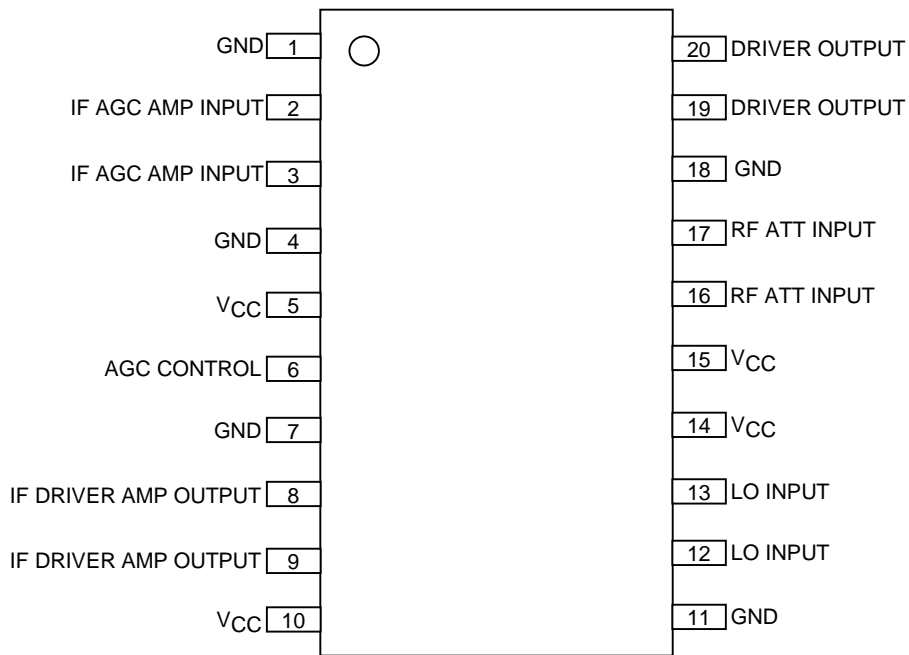 GND 1
IF AGC AMP INPUT 2
IF AGC AMP INPUT 3
GND 4
VCC 5
AGC CONTROL 6
GND 7
IF DRIVER AMP OUTPUT 8
IF DRIVER AMP OUTPUT 9
VCC 10
20 DRIVER OUTPUT
19 DRIVER OUTPUT
18 GND
17 RF ATT INPUT
16 RF ATT INPUT
15 VCC
14 VCC
13 LO INPUT
12 LO INPUT
11 GND